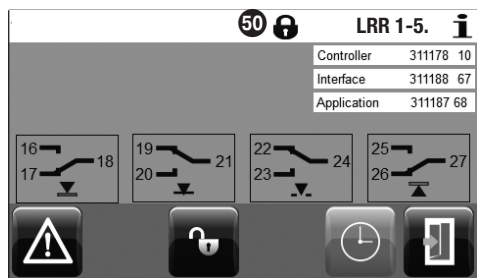 50 LRR 1-5. i
Controller 311178 10
Interface 311188 67
Application 311187 68
16 17 18 19 20 21 22 23 24 25 26 27